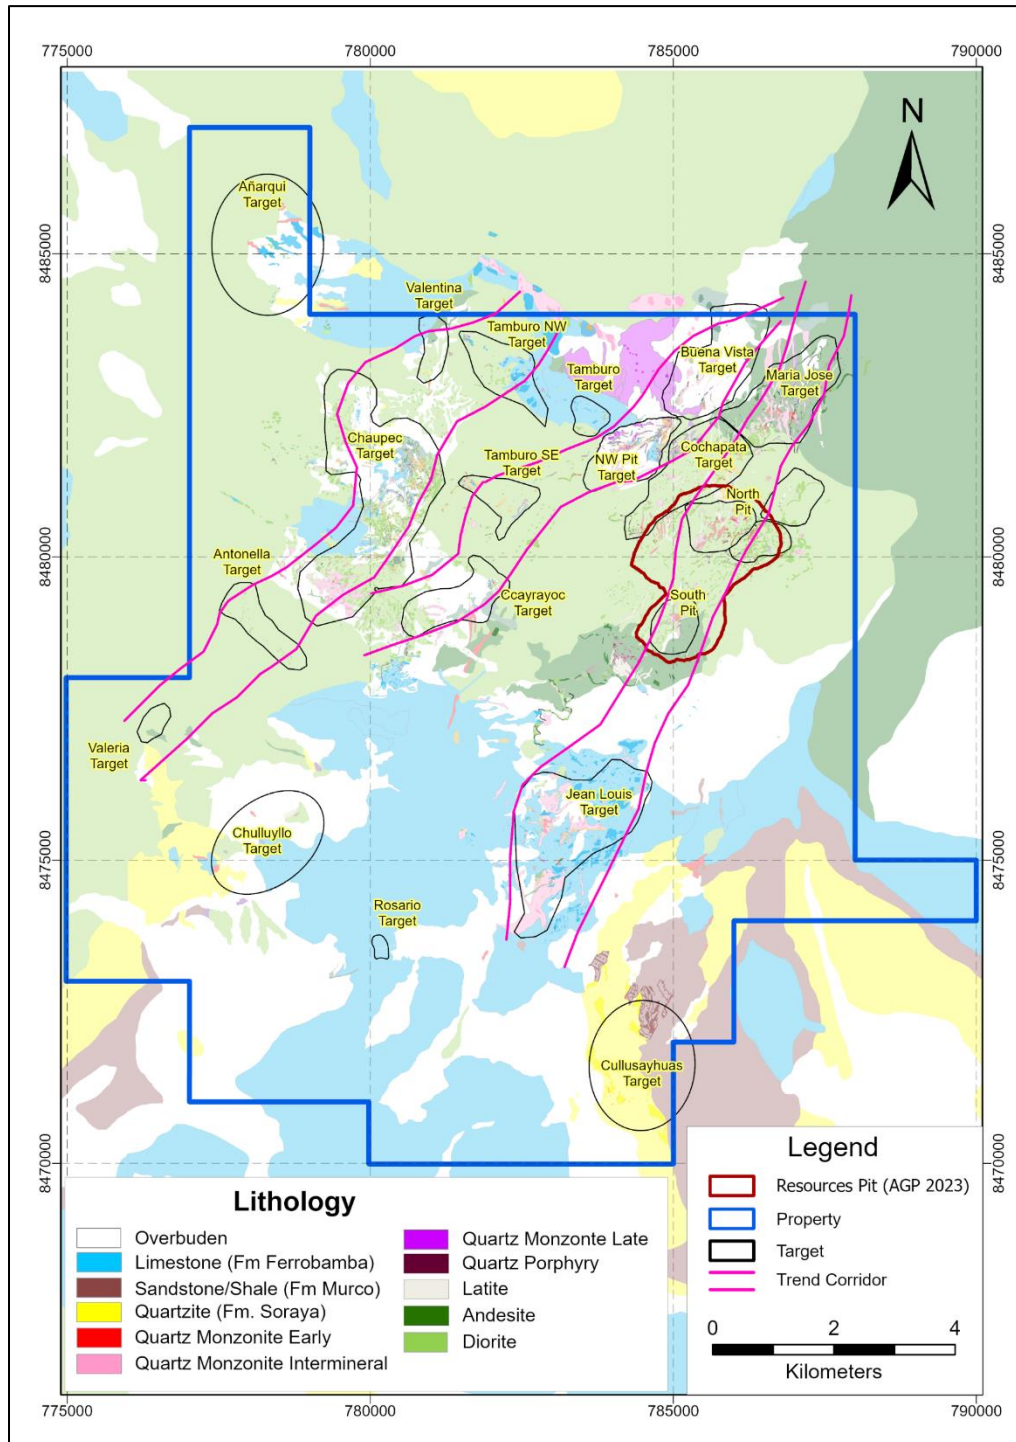 775000
780000
785000
790000
N
Añarqui
Target
8485000
8485000
Valentina
Target
Tamburo NW
Target
Tamburo
Target
Buena Vista
Target
Maria Jose
Target
Chaupec
Target
Tamburo SE
Target
NW Pit
Target
Cochapata
Target
North
Pit
8480000
8480000
Antonella
Target
Ccayrayoc
Target
South
Pit
Valeria
Target
Jean Louis
Target
Chulluyllo
Target
8475000
8475000
Rosario
Target
Cullusayhuas
Target
8470000
8470000
Lithology
Overbuden
Limestone (Fm Ferrobamba)
Sandstone/Shale (Fm Murco)
Quartzite (Fm. Soraya)
Quartz Monzonite Early
Quartz Monzonite Intermineral
Quartz Monzonte Late
Quartz Porphyry
Latite
Andesite
Diorite
Legend
Resources Pit (AGP 2023)
Property
Target
Trend Corridor
0 2 4
Kilometers
775000
780000
785000
790000